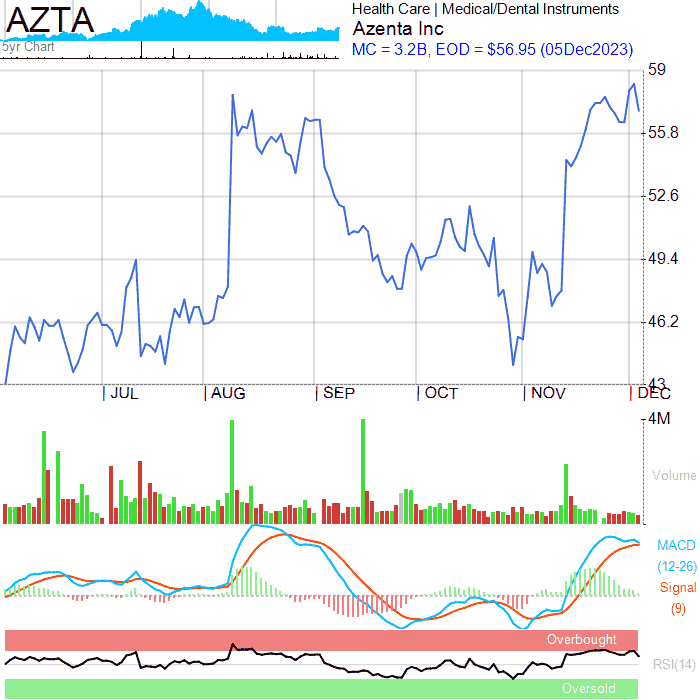 AZTA
5yr Chart
Health Care | Medical/Dental Instruments
Azenta Inc
MC = 3.2B, EOD = $56.95 (05Dec2023)
59
55.8
52.6
49.4
46.2
43
| JUL | AUG | SEP | OCT | NOV | DEC
4M
Volume
MACD
(12-26)
Signal
(9)
Overbought
RSI(14)
Oversold